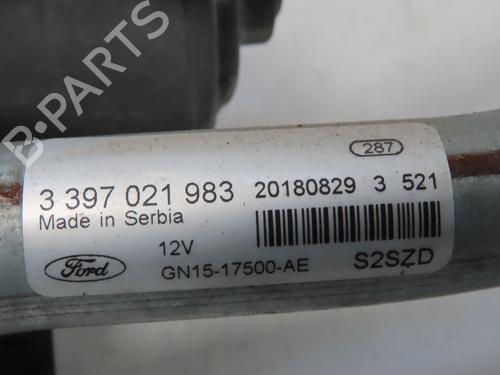 B-PARTS
287
3 397 021 983 20180829 3 521
Made in Serbia
12V
Ford GN15-17500-AE S2SZD